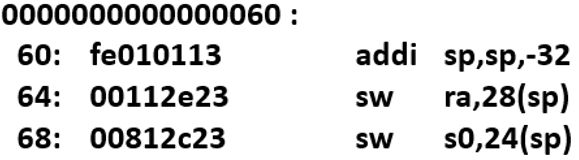 0000000000000060 :
60: fe010113 addi sp,sp,-32
64: 00112e23 sw ra,28(sp)
68: 00812c23 sw s0,24(sp)